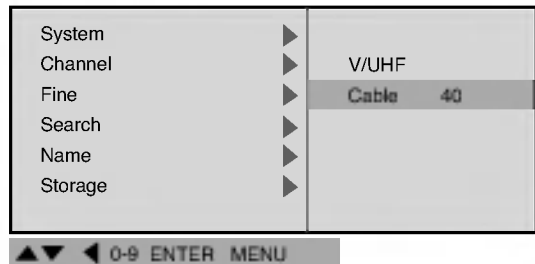 System
Channel
Fine
Search
Name
Storage
V/UHF
Cable 40
0-9 ENTER MENU